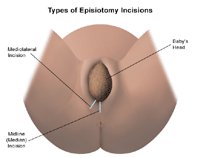 Types of Episiotomy Incisions
Baby's
Head
Mediolateral
Incision
Midline
(Median)
Incision